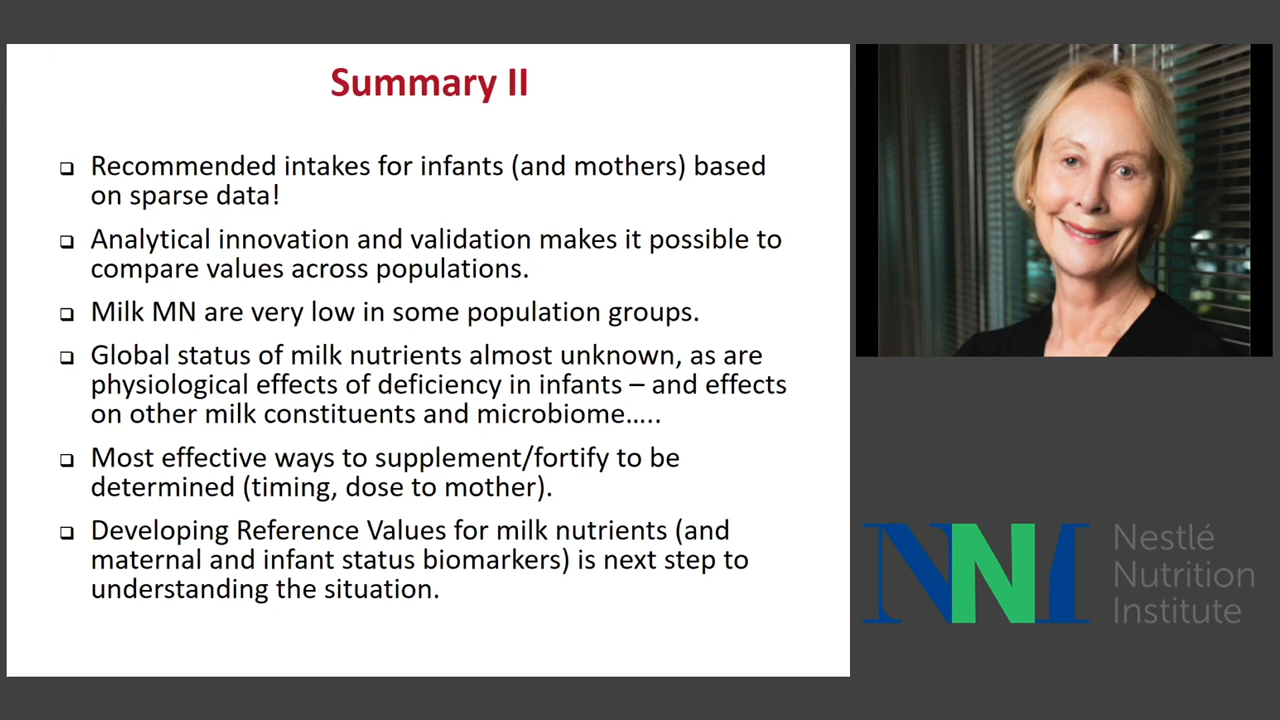 Summary II
❑ Recommended intakes for infants (and mothers) based
on sparse data!
❑ Analytical innovation and validation makes it possible to
compare values across populations.
❑ Milk MN are very low in some population groups.
❑ Global status of milk nutrients almost unknown, as are
physiological effects of deficiency in infants – and effects
on other milk constituents and microbiome…..
❑ Most effective ways to supplement/fortify to be
determined (timing, dose to mother).
❑ Developing Reference Values for milk nutrients (and
maternal and infant status biomarkers) is next step to
understanding the situation.
NNI
Nestlé
Nutrition
Institute